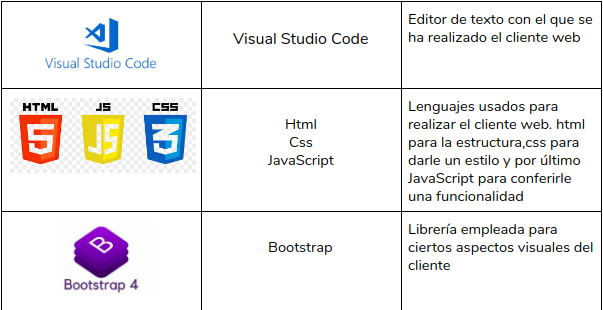 Visual Studio Code
Visual Studio Code
Editor de texto con el que se
ha realizado el cliente web
HTML JS CSS
5 JS 3
Html
Css
JavaScript
Lenguajes usados para
realizar el cliente web. html
para la estructura,css para
darle un estilo y por último
JavaScript para conferirle
una funcionalidad
B
Bootstrap 4
Bootstrap
Librería empleada para
ciertos aspectos visuales del
cliente